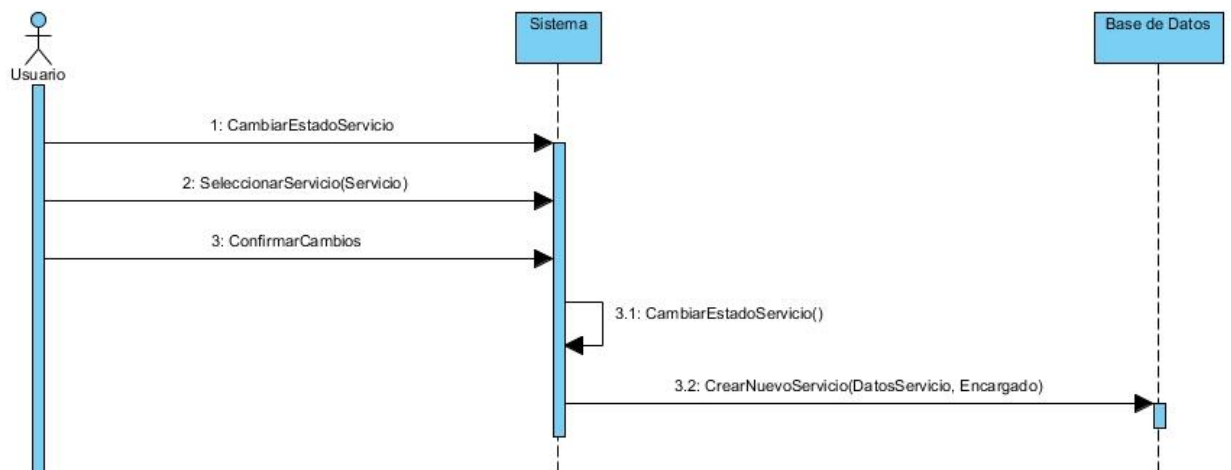 Sistema
Base de Datos
Usuario
1: CambiarEstadoServicio
2: SeleccionarServicio(Servicio)
3: ConfirmarCambios
3.1: CambiarEstadoServicio()
3.2: CrearNuevoServicio(DatosServicio, Encargado)